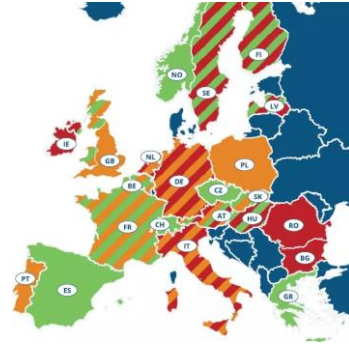 NO
SE
FI
LV
IE
GB
NL
BE
DE
PL
CZ
SK
FR
CH
AT
HU
RO
IT
BG
PT
ES
GR